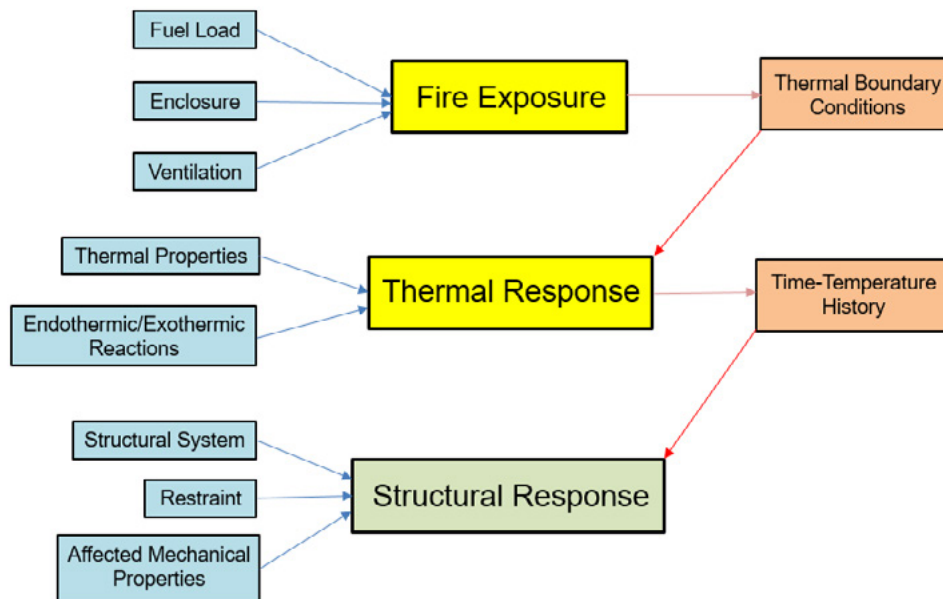 Fuel Load
Enclosure
Ventilation
Fire Exposure
Thermal Boundary
Conditions
Thermal Properties
Endothermic/Exothermic
Reactions
Thermal Response
Time-Temperature
History
Structural System
Restraint
Affected Mechanical
Properties
Structural Response